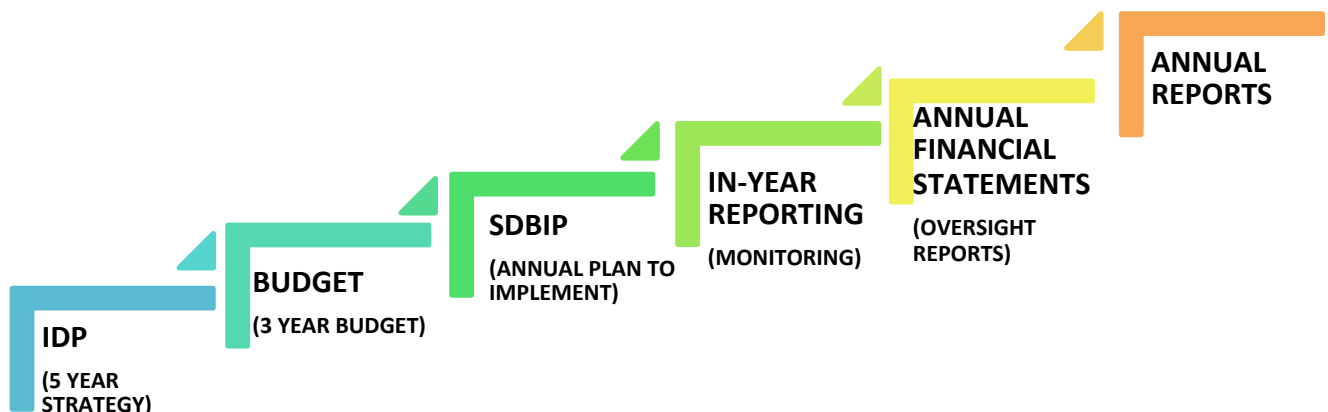 IDP
(5 YEAR
STRATEGY)
BUDGET
(3 YEAR BUDGET)
SDBIP
(ANNUAL PLAN TO
IMPLEMENT)
IN-YEAR
REPORTING
(MONITORING)
ANNUAL
FINANCIAL
STATEMENTS
(OVERSIGHT
REPORTS)
ANNUAL
REPORTS